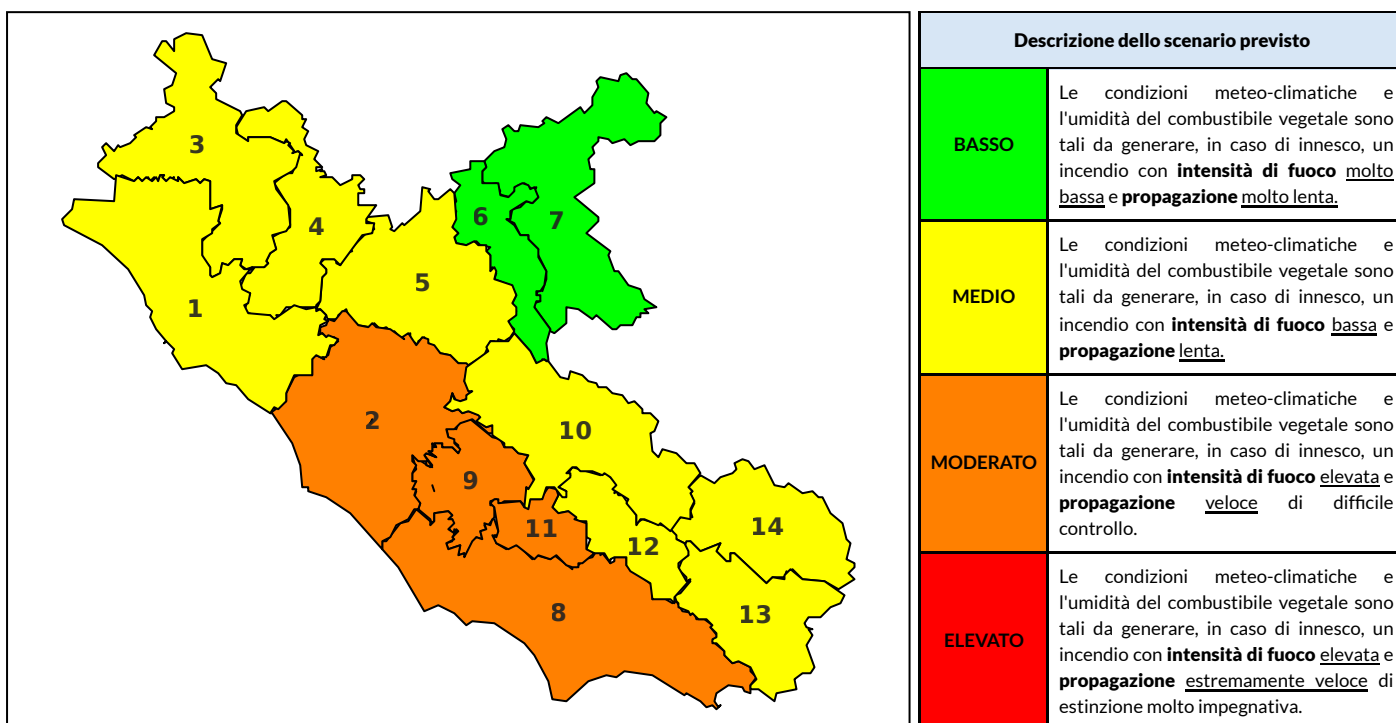 3
4
6
7
5
1
2
10
9
11
12
14
8
13
Descrizione dello scenario previsto
BASSO
Le condizioni meteo-climatiche e
l'umidità del combustibile vegetale sono
tali da generare, in caso di innesco, un
incendio con intensità di fuoco molto
bassa e propagazione molto lenta.
MEDIO
Le condizioni meteo-climatiche e
l'umidità del combustibile vegetale sono
tali da generare, in caso di innesco, un
incendio con intensità di fuoco bassa e
propagazione lenta.
MODERATO
Le condizioni meteo-climatiche e
l'umidità del combustibile vegetale sono
tali da generare, in caso di innesco, un
incendio con intensità di fuoco elevata e
propagazione veloce di difficile
controllo.
ELEVATO
Le condizioni meteo-climatiche e
l'umidità del combustibile vegetale sono
tali da generare, in caso di innesco, un
incendio con intensità di fuoco elevata e
propagazione estremamente veloce di
estinzione molto impegnativa.